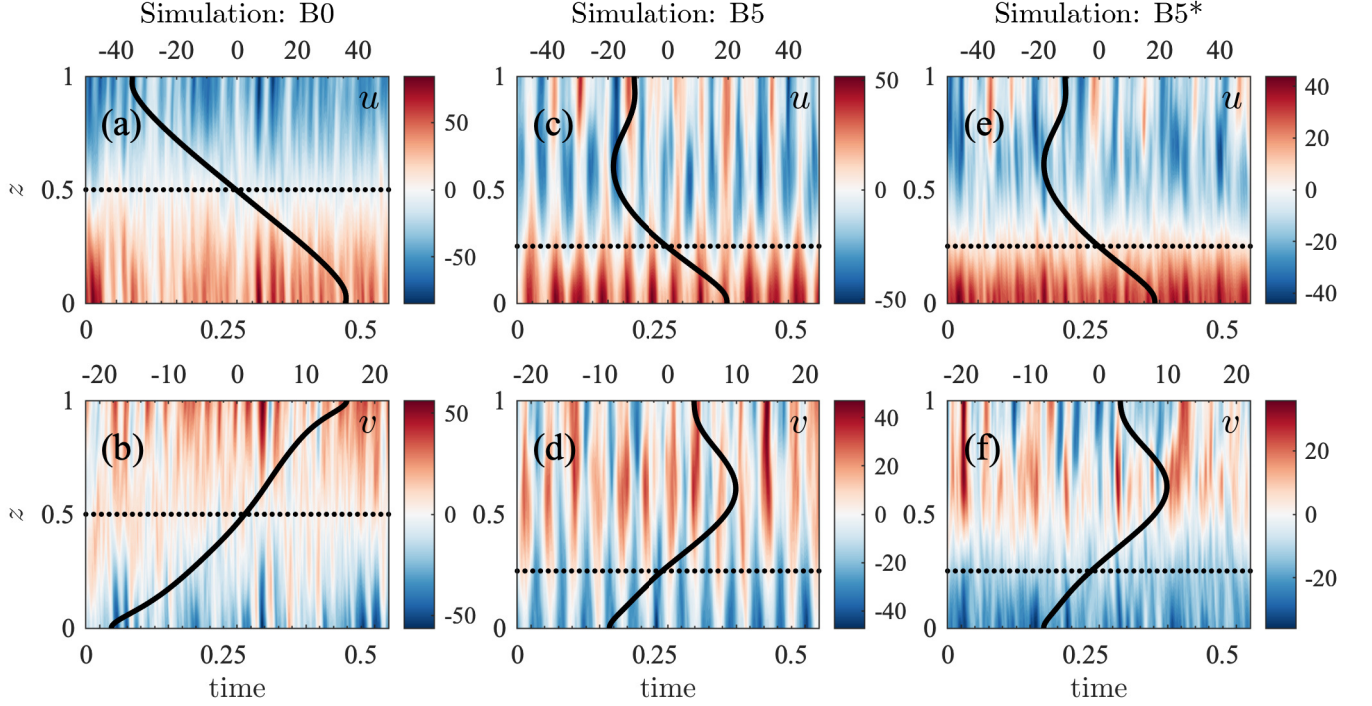 Simulation: B0 Simulation: B5 Simulation: B5*
-40 -20 0 20 40 -40 -20 0 20 40 -40 -20 0 20 40
1 (a) u 50 1 (c) u 50 1 (e) u 40
20
z 0.5 0 0.5 0 0.5 0
-20
-50 -40
0 0 -50 0
0 0.25 0.5 0 0.25 0.5 0 0.25 0.5
-20 -10 0 10 20 -20 -10 0 10 20 -20 -10 0 10 20
1 (b) v 50 1 (d) v 40 1 (f) v
20 20
z 0.5 0 0.5 0 0.5 0
-20 -20
0 -50 0 -40 0
0 0.25 0.5 0 0.25 0.5 0 0.25 0.5
time time time